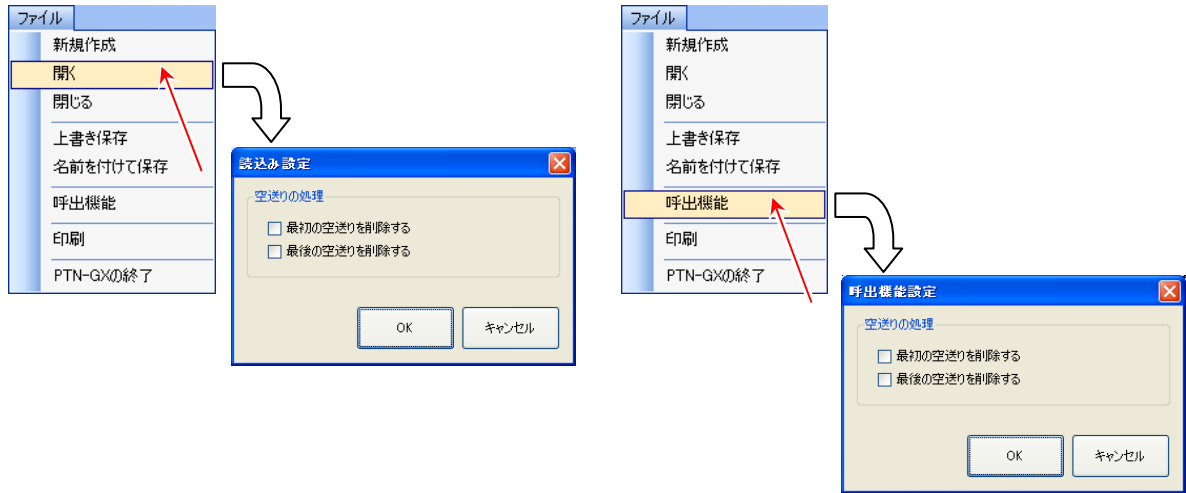 ファイル
新規作成
開く
閉じる
上書き保存
名前を付けて保存
呼出機能
印刷
PTN-GXの終了
読込み設定
空送りの処理
最初の空送りを削除する
最後の空送りを削除する
OK
キャンセル
ファイル
新規作成
開く
閉じる
上書き保存
名前を付けて保存
呼出機能
印刷
PTN-GXの終了
呼出機能設定
空送りの処理
最初の空送りを削除する
最後の空送りを削除する
OK
キャンセル